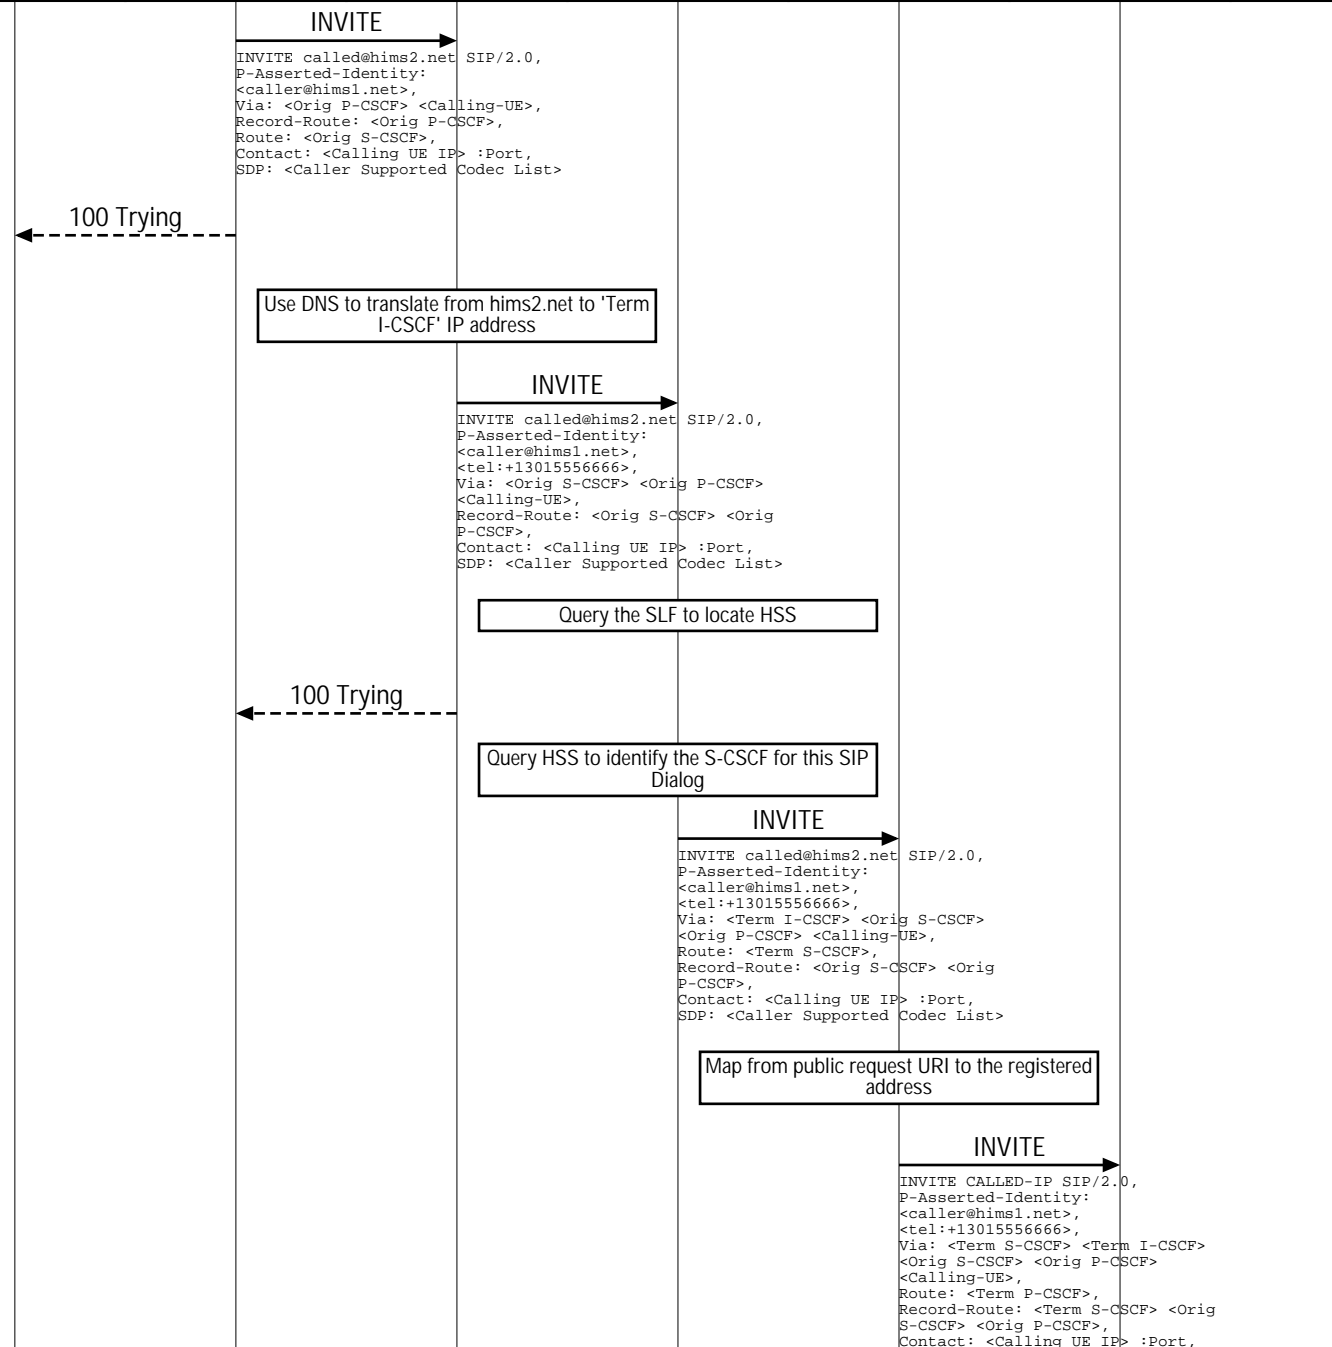 INVITE
INVITE called@hims2.net SIP/2.0,
P-Asserted-Identity:
<caller@hims1.net>,
Via: <Orig P-CSCF> <Calling-UE>,
Record-Route: <Orig P-CSCF>,
Route: <Orig S-CSCF>,
Contact: <Calling UE IP> :Port,
SDP: <Caller Supported Codec List>
100 Trying
Use DNS to translate from hims2.net to 'Term
I-CSCF' IP address
INVITE
INVITE called@hims2.net SIP/2.0,
P-Asserted-Identity:
<caller@hims1.net>,
<tel:+13015556666>,
Via: <Orig S-CSCF> <Orig P-CSCF>
<Calling-UE>,
Record-Route: <Orig S-CSCF> <Orig
P-CSCF>,
Contact: <Calling UE IP> :Port,
SDP: <Caller Supported Codec List>
Query the SLF to locate HSS
100 Trying
Query HSS to identify the S-CSCF for this SIP
Dialog
INVITE
INVITE called@hims2.net SIP/2.0,
P-Asserted-Identity:
<caller@hims1.net>,
<tel:+13015556666>,
Via: <Term I-CSCF> <Orig S-CSCF>
<Orig P-CSCF> <Calling-UE>,
Route: <Term S-CSCF>,
Record-Route: <Orig S-CSCF> <Orig
P-CSCF>,
Contact: <Calling UE IP> :Port,
SDP: <Caller Supported Codec List>
Map from public request URI to the registered
address
INVITE
INVITE CALLED-IP SIP/2.0,
P-Asserted-Identity:
<caller@hims1.net>,
<tel:+13015556666>,
Via: <Term S-CSCF> <Term I-CSCF>
<Orig S-CSCF> <Orig P-CSCF>
<Calling-UE>,
Route: <Term P-CSCF>,
Record-Route: <Term S-CSCF> <Orig
S-CSCF> <Orig P-CSCF>,
Contact: <Calling UE IP> :Port,